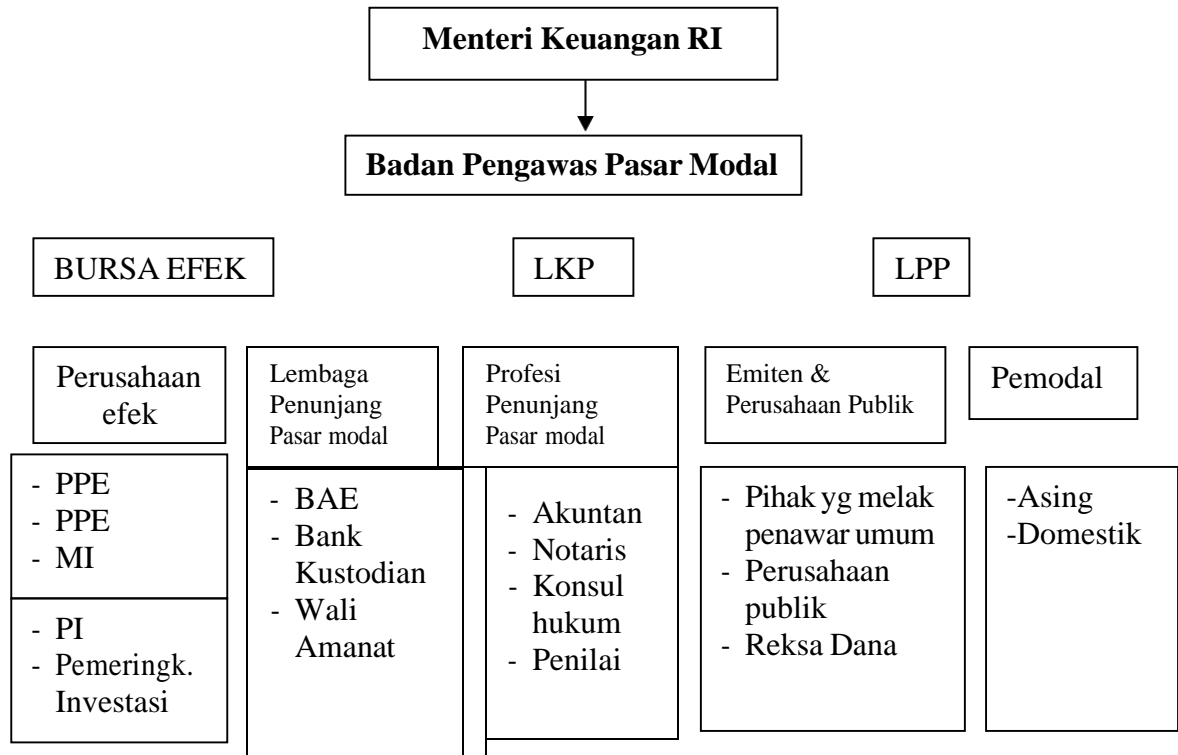 Menteri Keuangan RI
Badan Pengawas Pasar Modal
BURSA EFEK
LKP
LPP
Perusahaan
efek
Lembaga
Penunjang
Pasar modal
Profesi
Penunjang
Pasar modal
Emiten &
Perusahaan Publik
Pemodal
- PPE
- PPE
- MI
- PI
- Pemeringk.
Investasi
- BAE
- Bank
Kustodian
- Wali
Amanat
- Akuntan
- Notaris
- Konsul
hukum
- Penilai
- Pihak yg melak
penawar umum
- Perusahaan
publik
- Reksa Dana
-Asing
-Domestik